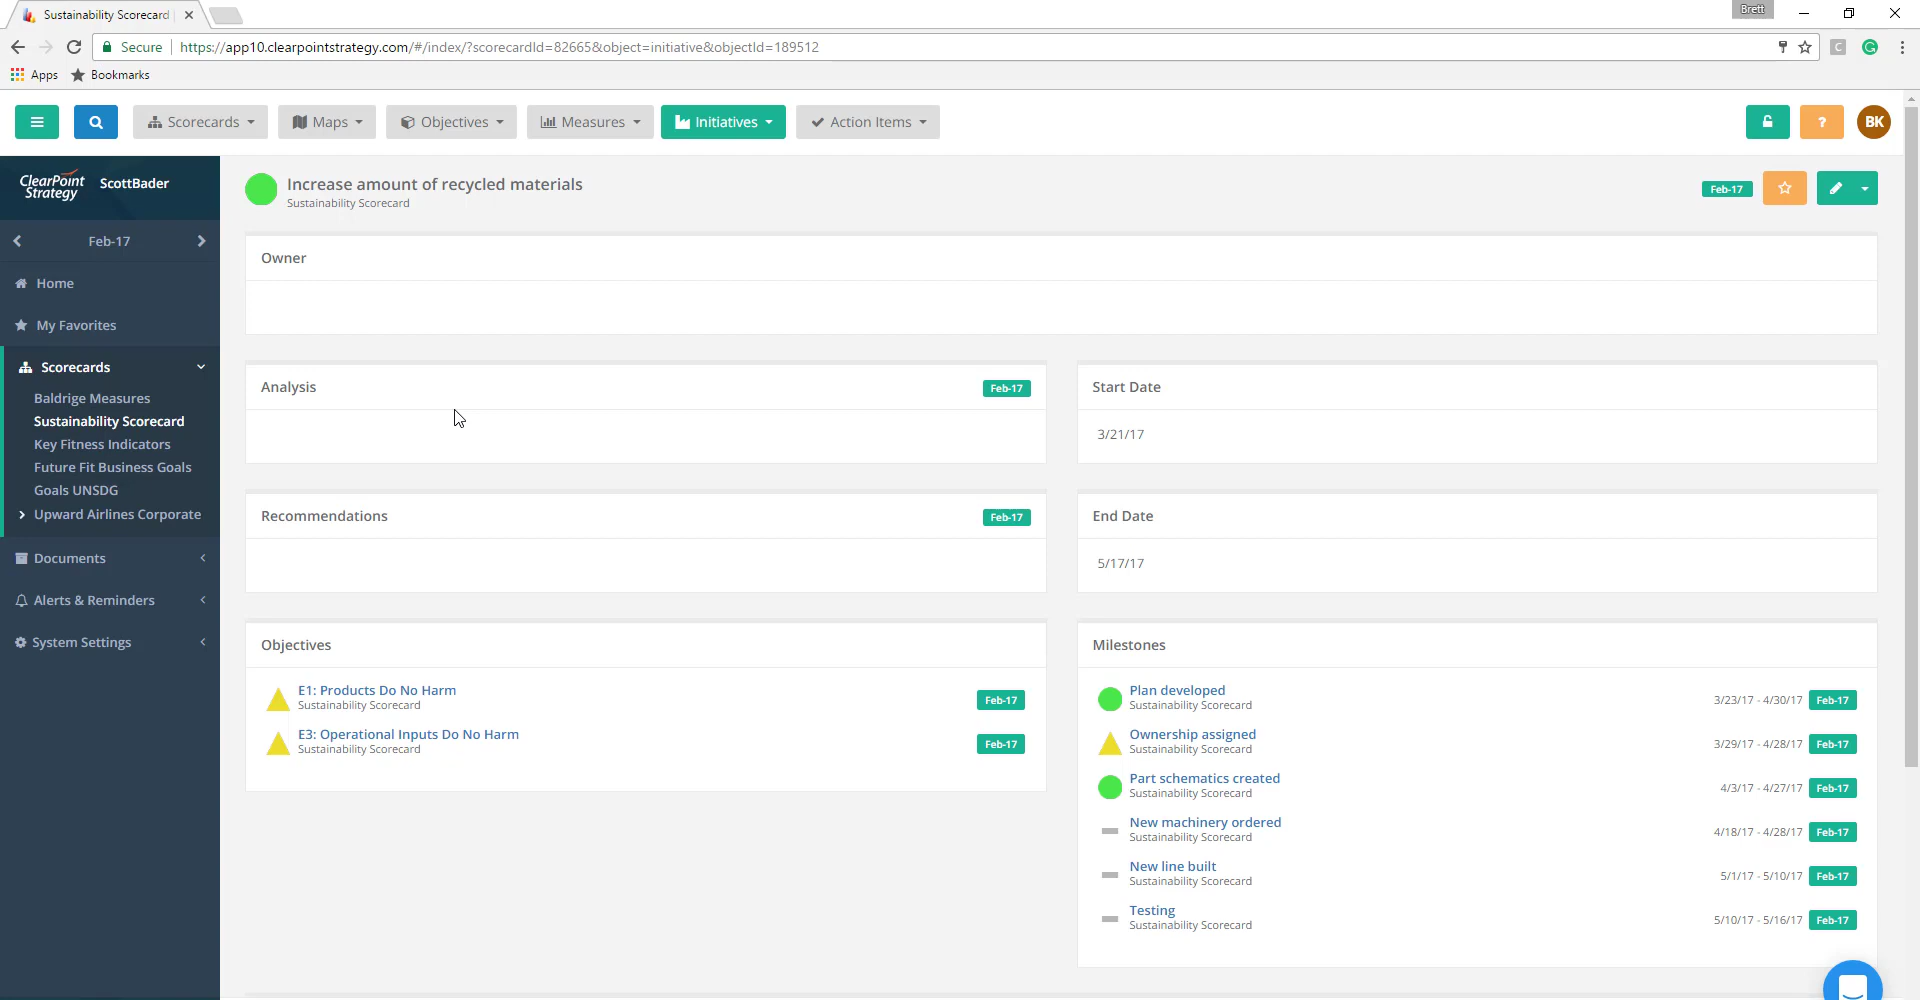 Sustainability Scorecard
Brett
Secure
https://app10.clearpointstrategy.com/#/index/?scorecardId=82665&object=initiative&objectId=189512
C
Apps
Bookmarks
Scorecards
Maps
Objectives
Measures
Initiatives
Action Items
?
BK
ClearPoint
Strategy
ScottBader
Feb-17
Home
My Favorites
Scorecards
Baldrige Measures
Sustainability Scorecard
Key Fitness Indicators
Future Fit Business Goals
Goals UNSDG
Upward Airlines Corporate
Documents
Alerts & Reminders
System Settings
Increase amount of recycled materials
Sustainability Scorecard
Feb-17
Owner
Analysis
Feb-17
Start Date
3/21/17
Recommendations
Feb-17
End Date
5/17/17
Objectives
E1: Products Do No Harm
Sustainability Scorecard
Feb-17
E3: Operational Inputs Do No Harm
Sustainability Scorecard
Feb-17
Milestones
Plan developed
Sustainability Scorecard
3/23/17 - 4/30/17 Feb-17
Ownership assigned
Sustainability Scorecard
3/29/17 - 4/28/17 Feb-17
Part schematics created
Sustainability Scorecard
4/3/17 - 4/27/17 Feb-17
New machinery ordered
Sustainability Scorecard
4/18/17 - 4/28/17 Feb-17
New line built
Sustainability Scorecard
5/1/17 - 5/10/17 Feb-17
Testing
Sustainability Scorecard
5/10/17 - 5/16/17 Feb-17